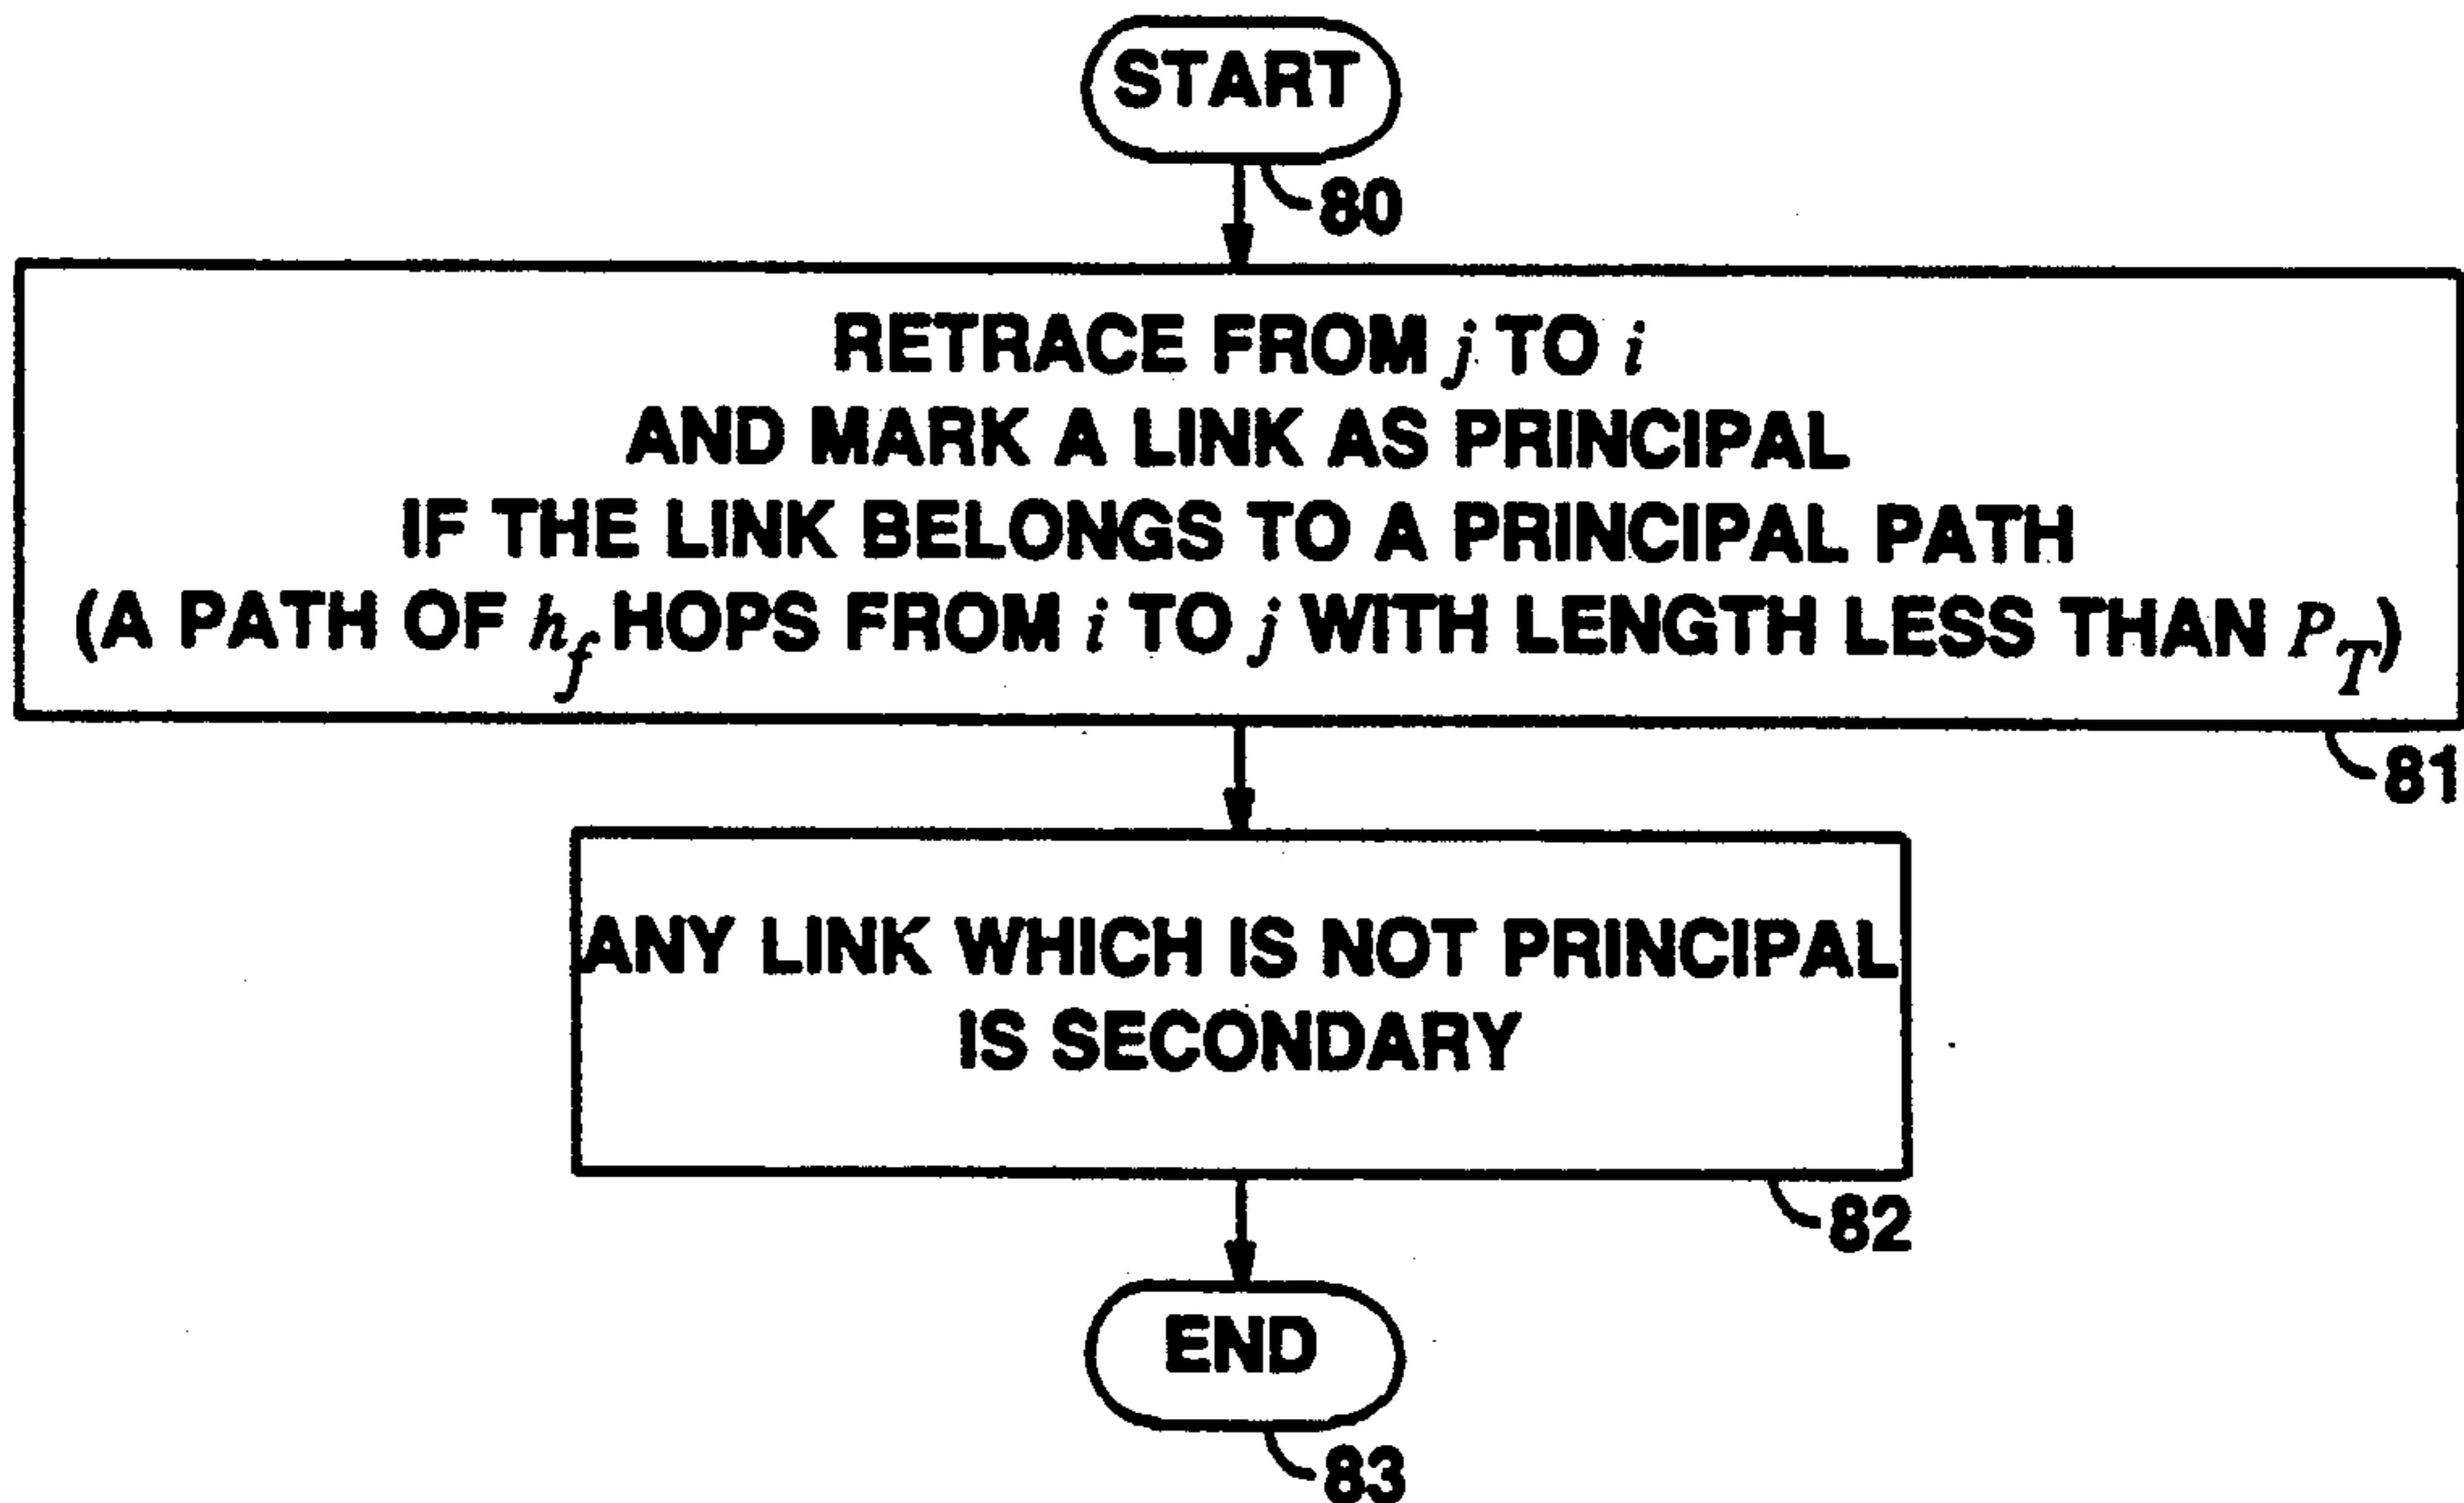 START
80
RETRACE FROM j TO i
AND MARK A LINK AS PRINCIPAL
IF THE LINK BELONGS TO A PRINCIPAL PATH
(A PATH OF h_f HOPS FROM i TO j WITH LENGTH LESS THAN P_T)
81
ANY LINK WHICH IS NOT PRINCIPAL
IS SECONDARY
82
END
83